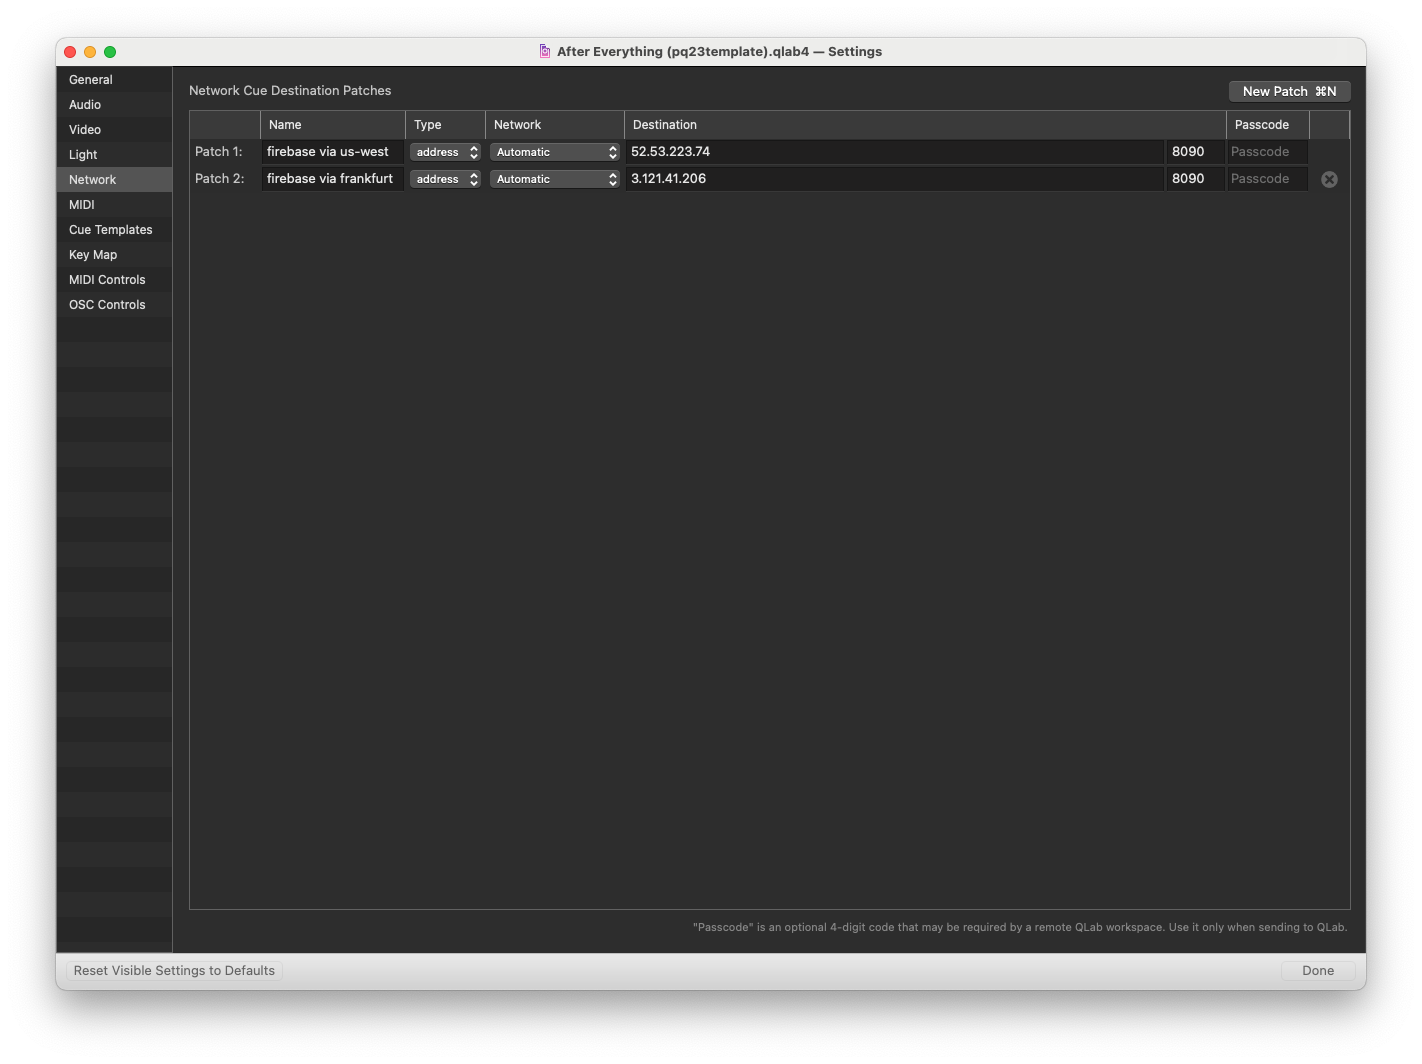 After Everything (pq23template).qlab4 — Settings
General
Audio
Video
Light
Network
MIDI
Cue Templates
Key Map
MIDI Controls
OSC Controls
Network Cue Destination Patches
New Patch ⌘N
Name Type Network Destination Passcode
Patch 1: firebase via us-west address Automatic 52.53.223.74 8090 Passcode
Patch 2: firebase via frankfurt address Automatic 3.121.41.206 8090 Passcode
"Passcode" is an optional 4-digit code that may be required by a remote QLab workspace. Use it only when sending to QLab.
Reset Visible Settings to Defaults
Done